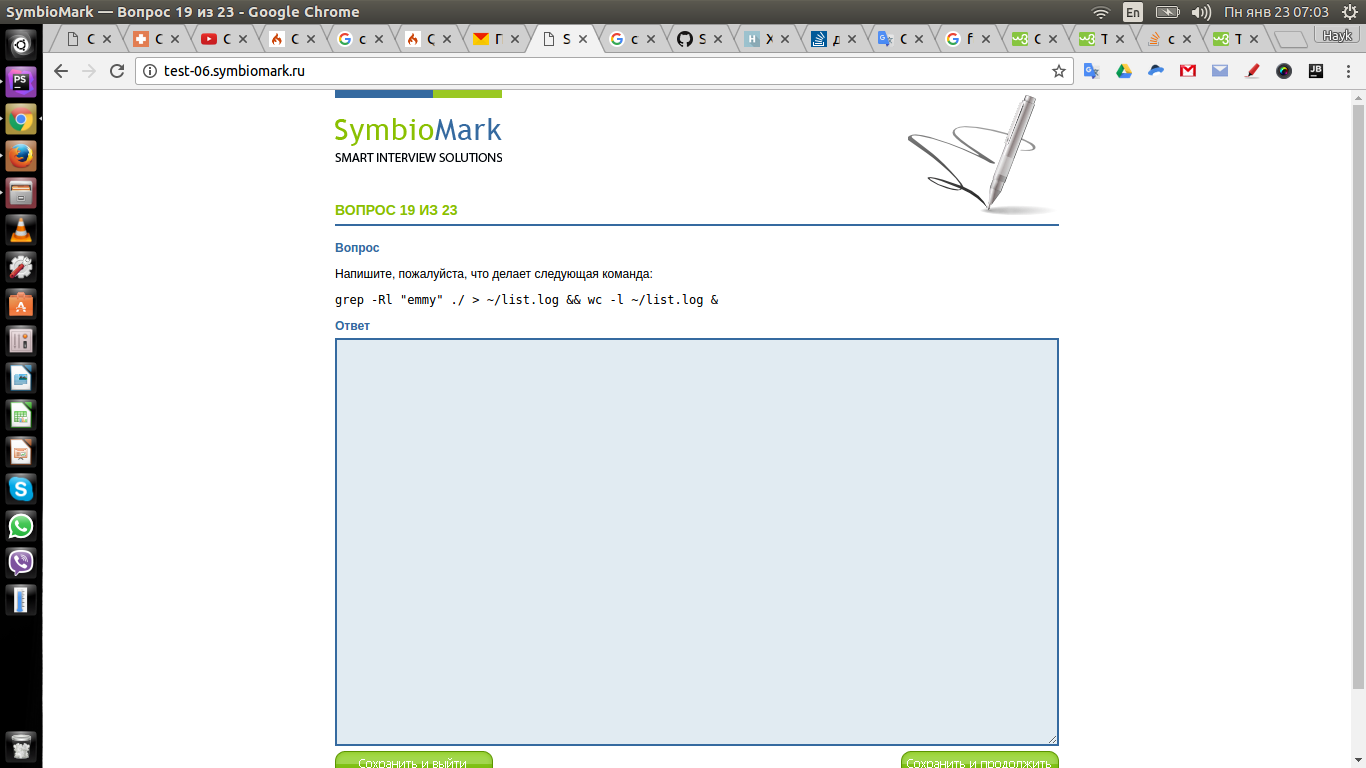 SymbioMark — Вопрос 19 из 23 - Google Chrome
En
Пн янв 23 07:03
Hayk
test-06.symbiomark.ru
SymbioMark
SMART INTERVIEW SOLUTIONS
ВОПРОС 19 ИЗ 23
Вопрос
Напишите, пожалуйста, что делает следующая команда:
grep -Rl "emmy" ./ > ~/list.log && wc -l ~/list.log &
Ответ
Сохранить и выйти
Сохранить и продолжить